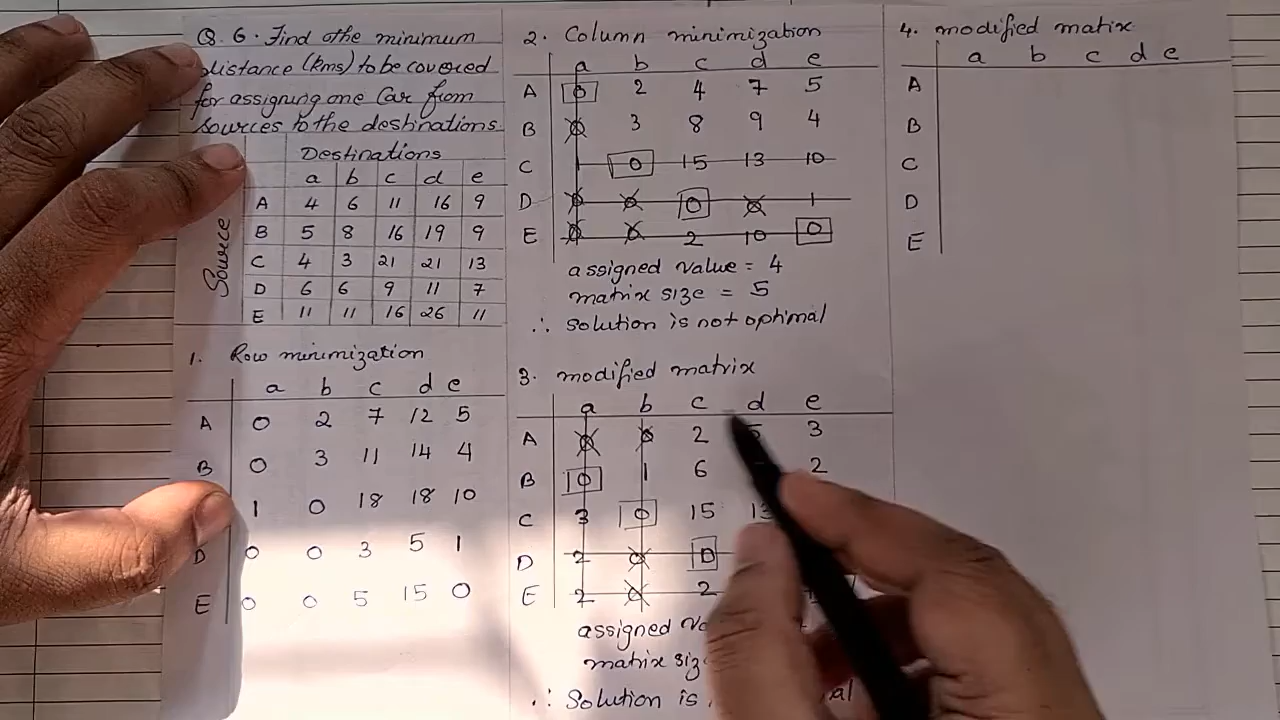 Q. 6. Find the minimum
distance (kms) to be covered
for assigning one Car from
sources to the destinations
Destinations
a b c d e
Source
A 4 6 11 16 9
B 5 8 16 19 9
C 4 3 21 21 13
D 6 6 9 11 7
E 11 11 16 26 11
1. Row minimization
a b c d e
A 0 2 7 12 5
B 0 3 11 14 4
1 0 18 18 10
D 0 0 3 5 1
E 0 0 5 15 0
2. Column minimization
a b c d e
A 0 2 4 7 5
B 0 3 8 9 4
C 1 0 15 13 10
D 0 0 0 0 1
E 0 0 2 10 0
assigned value = 4
matrix size = 5
∴ solution is not optimal
3. modified matrix
a b c d e
A 0 0 2 5 3
B 0 1 6 2
C 3 0 15 13
D 2 0 0
E 2 0 2
assigned
matrix
∴ Solution is
4. modified matix
a b c d e
A
B
C
D
E